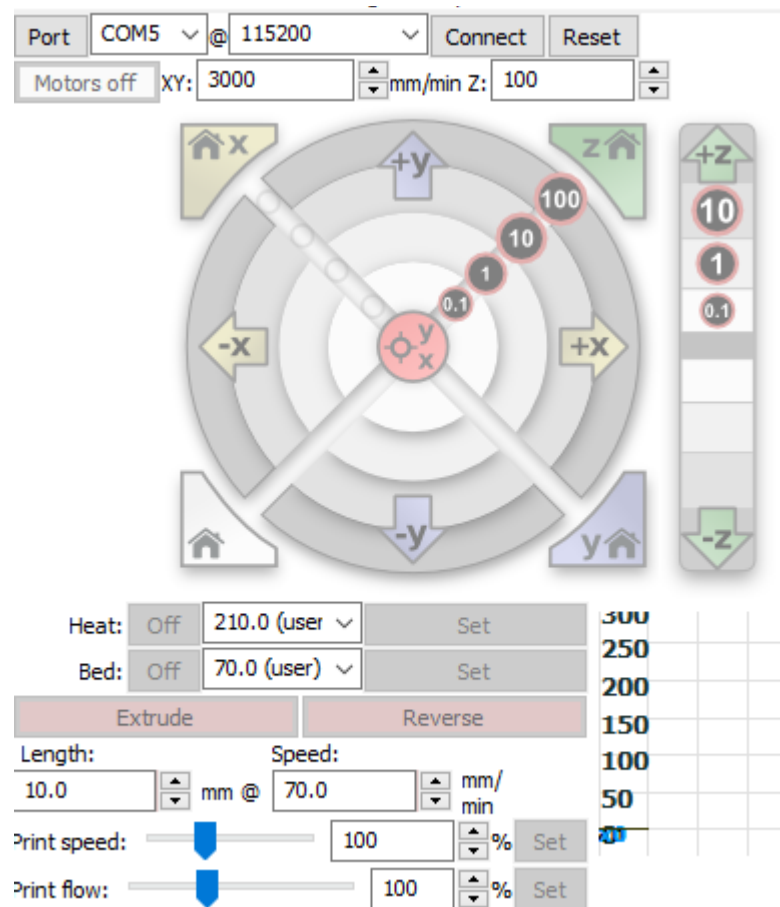 Port COM5 @ 115200 Connect Reset
Motors off XY: 3000 mm/min Z: 100
x z +z
+y
100 10
10
1 1
0.1 0.1
-x y x +x
-y y -z
Heat: Off 210.0 (user Set
Bed: Off 70.0 (user) Set
Extrude Reverse
Length: Speed:
10.0 mm @ 70.0 mm/
min
Print speed: 100 % Set
Print flow: 100 % Set
300
250
200
150
100
50
0